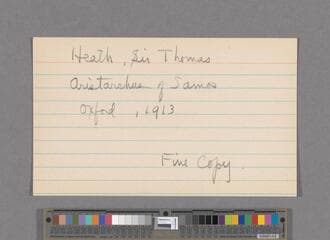 Heath, Sir Thomas
Aristarchus of Samos
Oxford, 1913
Fine Copy.